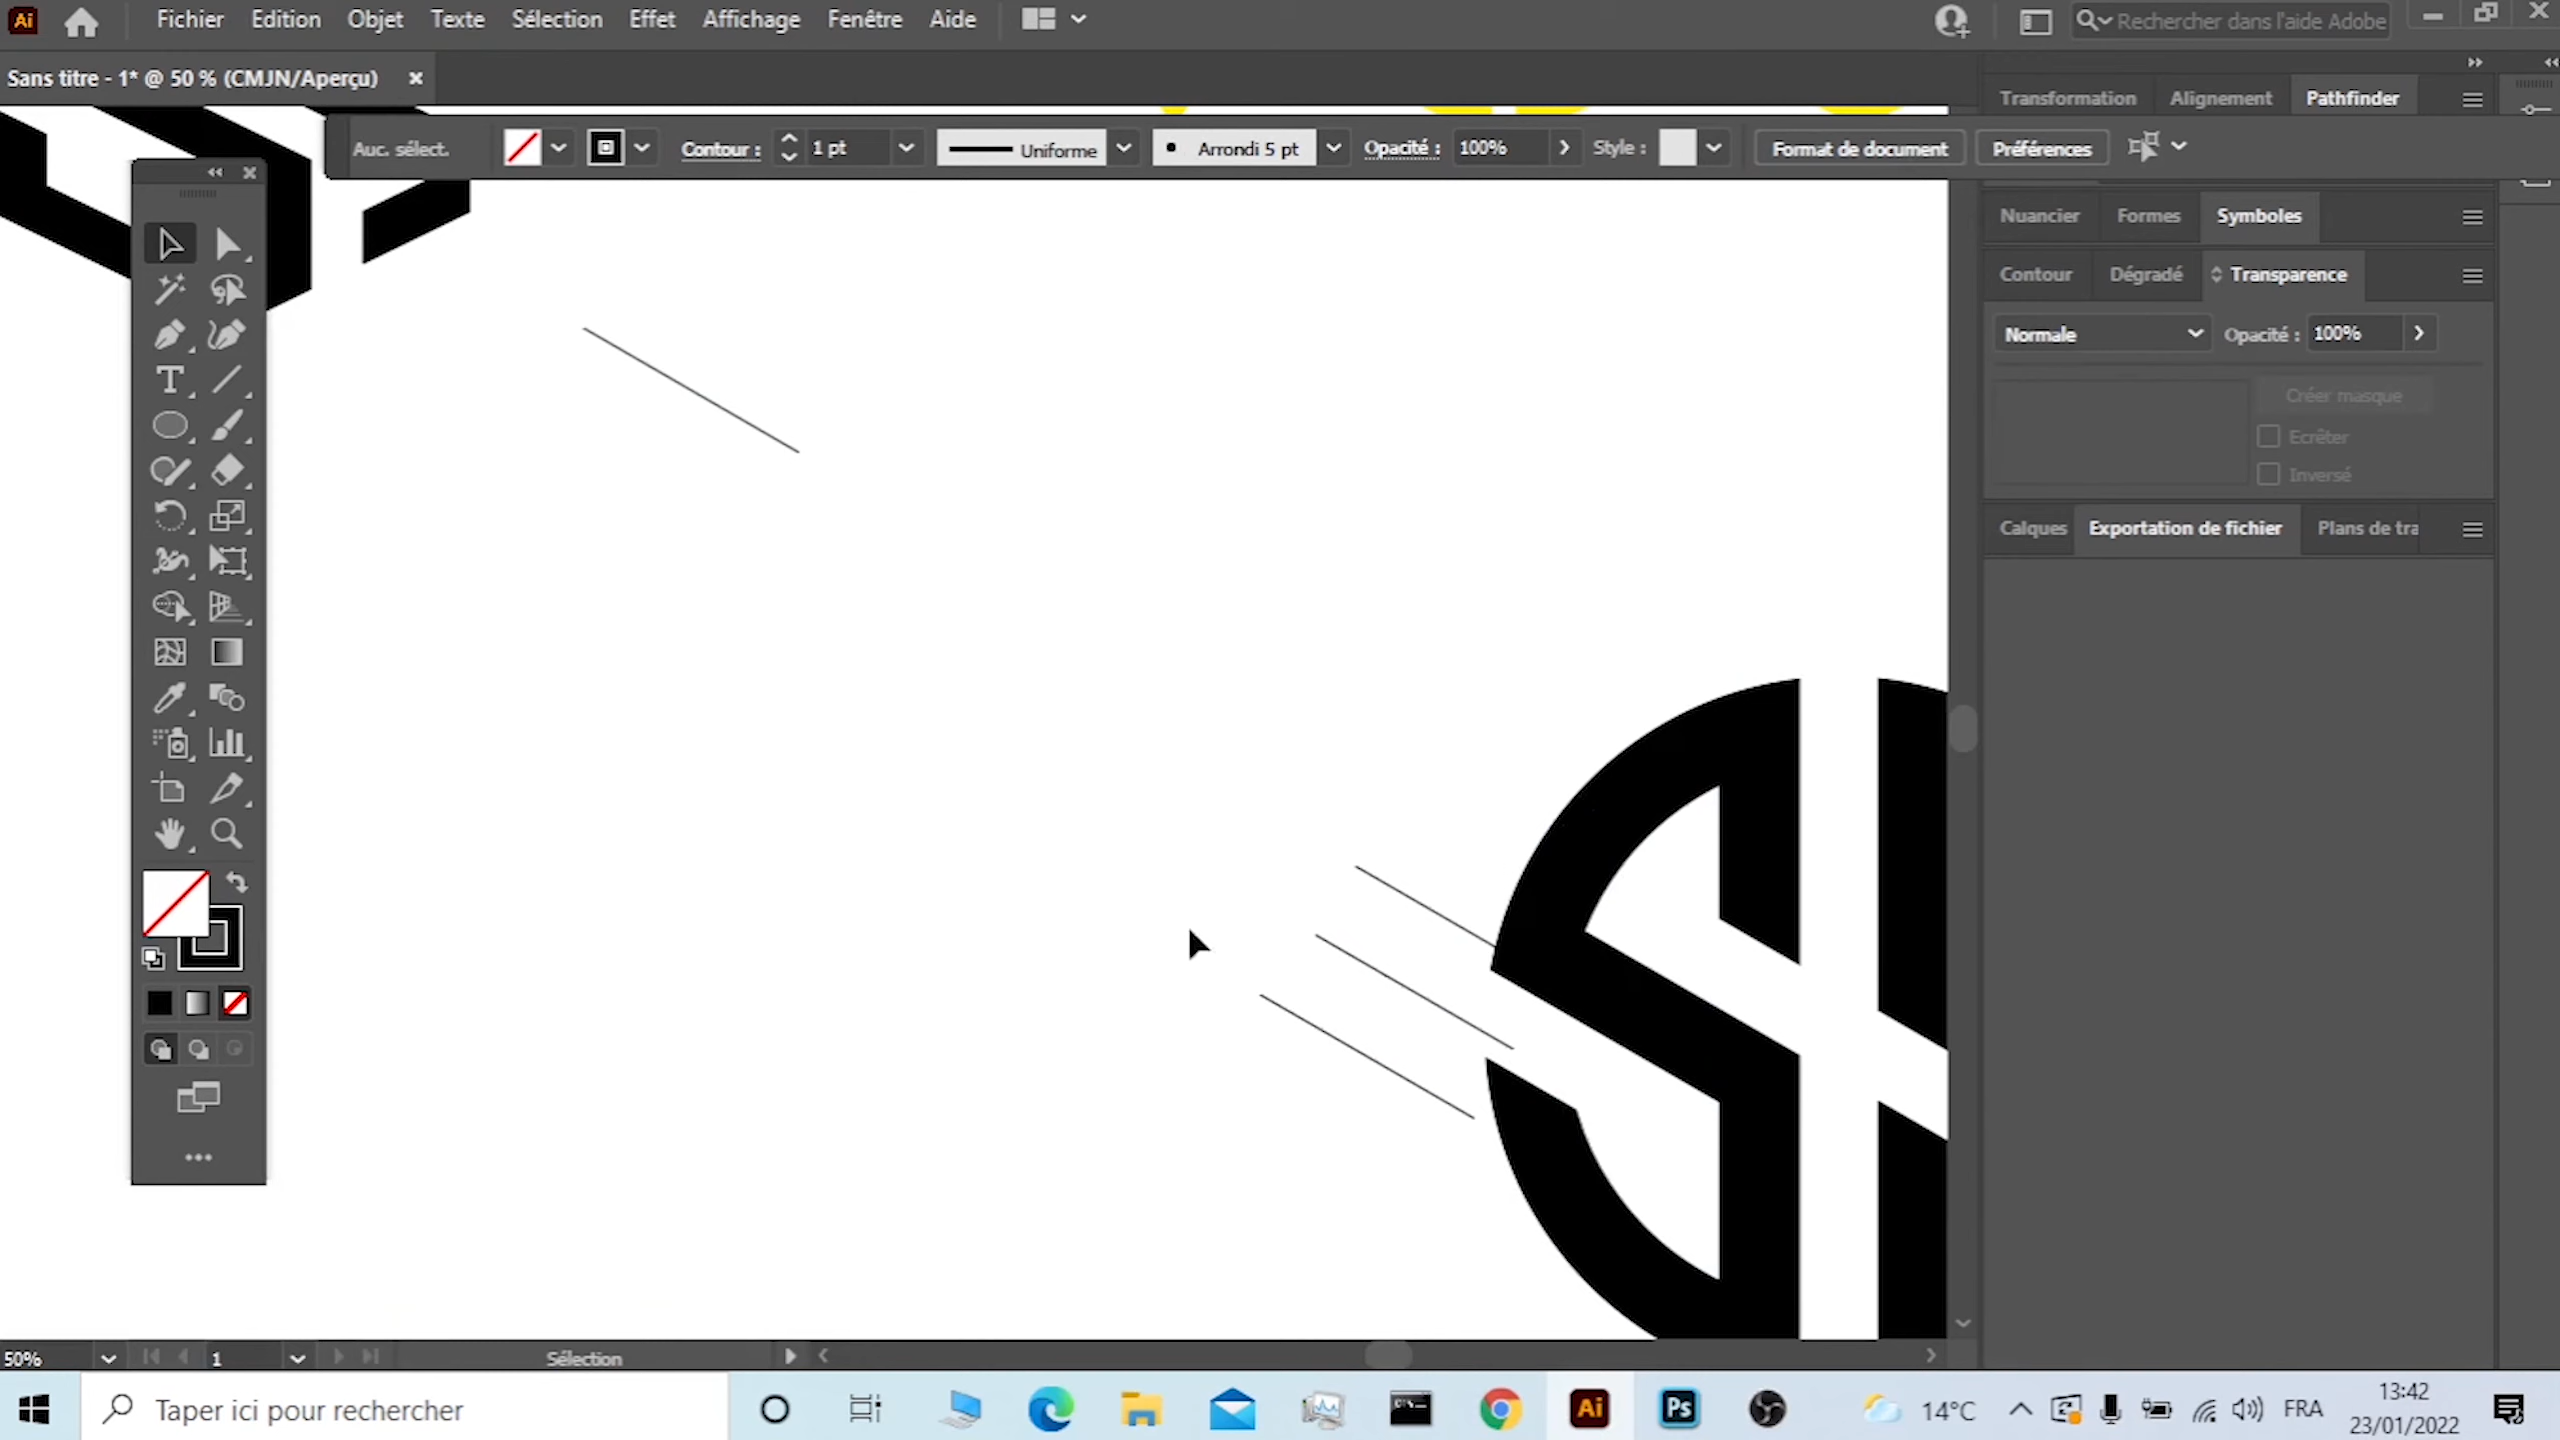 Ai Fichier Edition Objet Texte Sélection Effet Affichage Fenêtre Aide Rechercher dans l'aide Adobe
Sans titre - 1* @ 50 % (CMJN/Aperçu)
Transformation Alignement Pathfinder
Auc. sélect. Contour : 1 pt Uniforme Arrondi 5 pt Opacité : 100% Style : Format de document Préférences
Nuancier Formes Symboles
Contour Dégradé Transparence
Normale Opacité : 100%
Créer masque
Ecrêter
Inversé
Calques Exportation de fichier Plans de tra
50% 1 Sélection
Taper ici pour rechercher Ai Ps 14°C FRA 13:42
23/01/2022